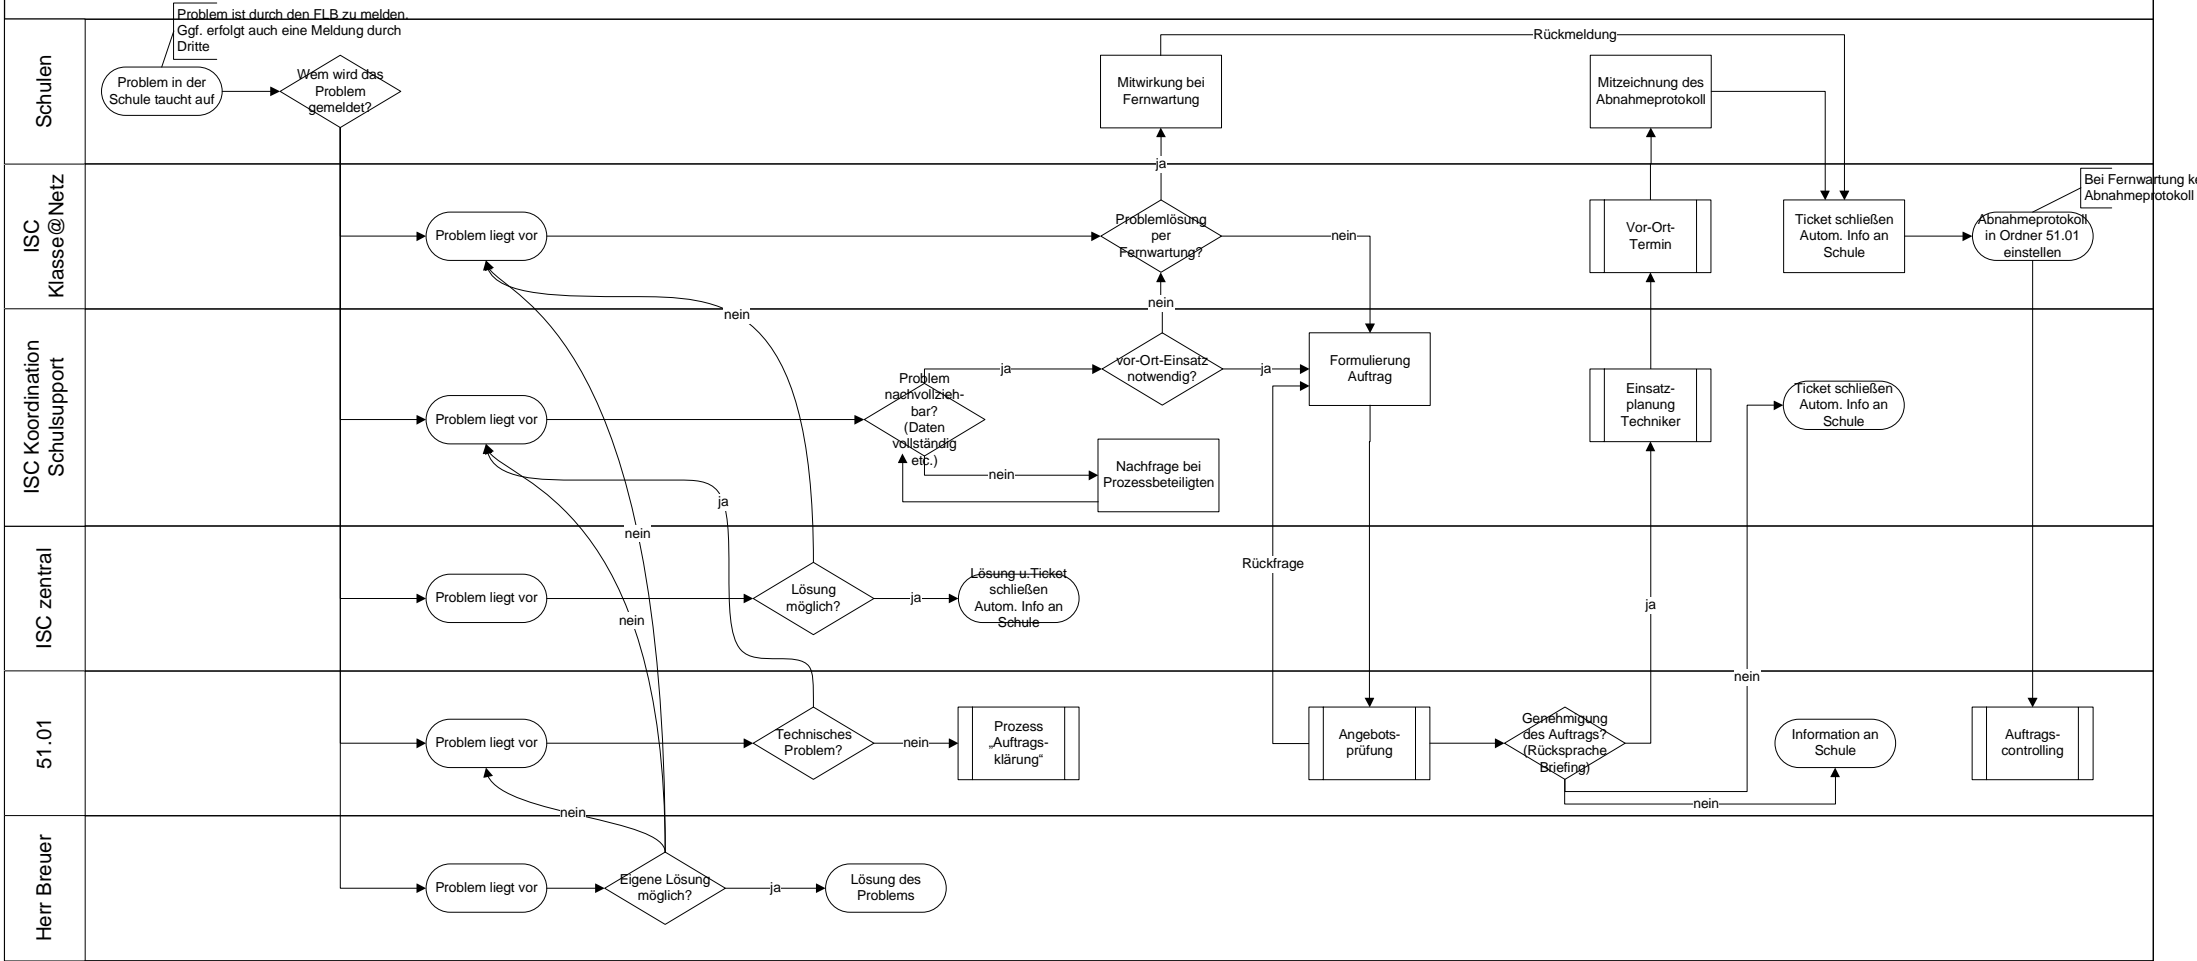 Problem ist durch den FLB zu melden.
Ggf. erfolgt auch eine Meldung durch
Dritte
Schulen
Problem in der
Schule taucht auf
Wem wird das
Problem
gemeldet?
Mitwirkung bei
Fernwartung
Rückmeldung
Mitzeichnung des
Abnahmeprotokoll
ja
ISC
Klasse@Netz
Problem liegt vor
Problemlösung
per
Fernwartung?
nein
Vor-Ort-
Termin
Ticket schließen
Autom. Info an
Schule
Abnahmeprotokoll
in Ordner 51.01
einstellen
Bei Fernwartung
Abnahmeprotokoll
nein
nein
ISC Koordination
Schulsupport
Problem liegt vor
Problem
nachvollzieh-
bar?
(Daten
vollständig
etc.)
ja
vor-Ort-Einsatz
notwendig?
ja
Formulierung
Auftrag
nein
Nachfrage bei
Prozessbeteiligten
Einsatz-
planung
Techniker
Ticket schließen
Autom. Info an
Schule
ja
nein
ISC zentral
Problem liegt vor
nein
Lösung
möglich?
ja
Lösung u.Ticket
schließen
Autom. Info an
Schule
Rückfrage
ja
nein
51.01
Problem liegt vor
Technisches
Problem?
nein
Prozess
„Auftrags-
klärung“
Angebots-
prüfung
Genehmigung
des Auftrags?
(Rücksprache
Briefing)
nein
Information an
Schule
Auftrags-
controlling
nein
Herr Breuer
Problem liegt vor
Eigene Lösung
möglich?
ja
Lösung des
Problems